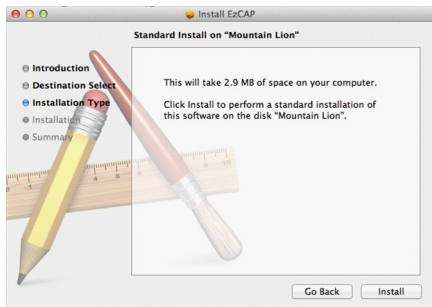 Install EzCAP
Standard Install on “Mountain Lion”
Introduction
Destination Select
Installation Type
Installation
Summary
This will take 2.9 MB of space on your computer.
Click Install to perform a standard installation of
this software on the disk “Mountain Lion”.
Go Back
Install